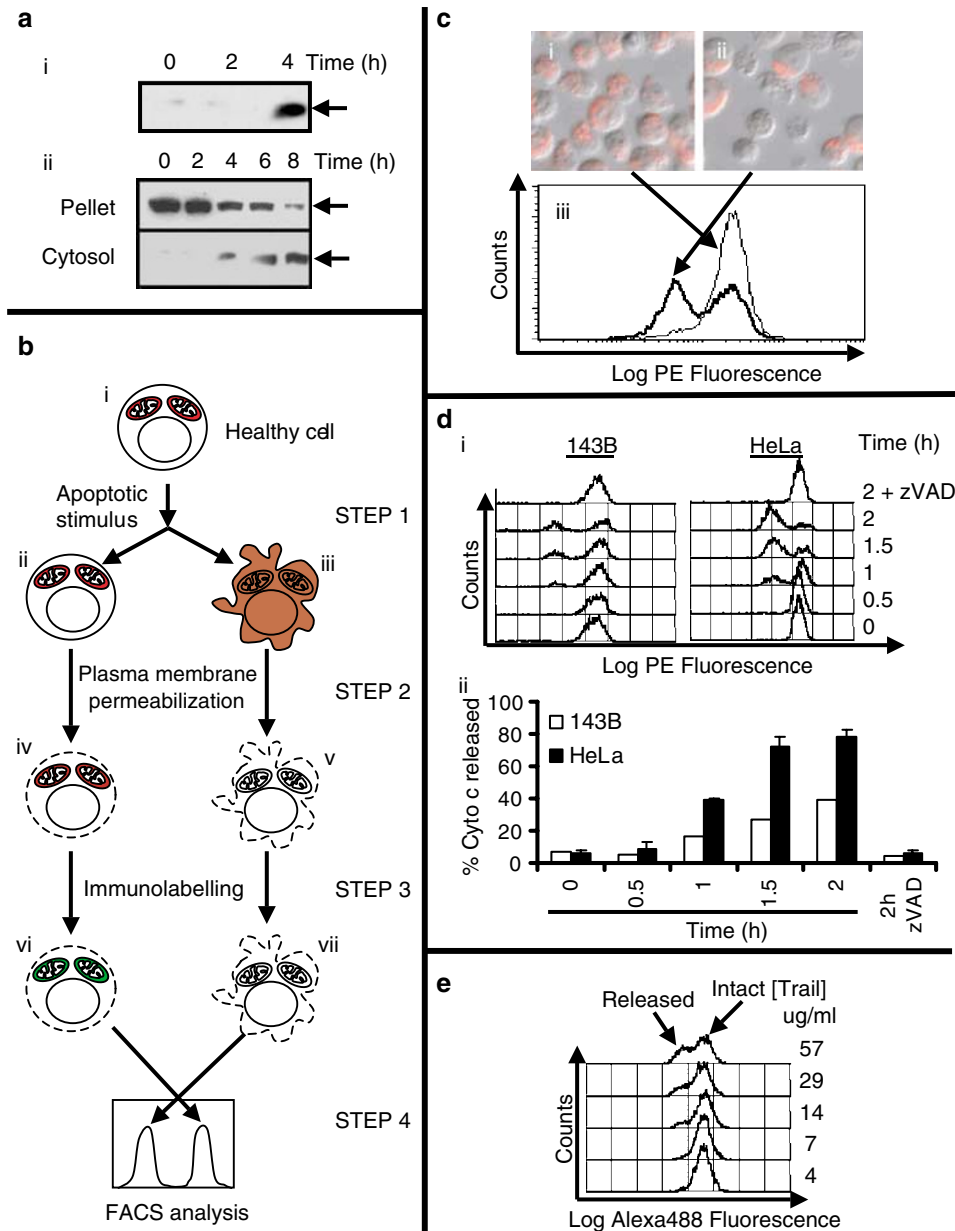 a
i
0 2 4 Time (h)
ii
0 2 4 6 8 Time (h)
Pellet
Cytosol
b
i
Healthy cell
Apoptotic
stimulus
STEP 1
ii
iii
Plasma membrane
permeabilization
STEP 2
iv
v
Immunolabelling
STEP 3
vi
vii
STEP 4
FACS analysis
c
i
ii
iii
Counts
Log PE Fluorescence
d
i
143B HeLa Time (h)
2 + zVAD
2
1.5
1
0.5
0
Counts
Log PE Fluorescence
ii
% Cyto c released
100
80
60
40
20
0
143B
HeLa
0 0.5 1 1.5 2 2h zVAD
Time (h)
e
Released
Intact [Trail]
ug/ml
57
29
14
7
4
Counts
Log Alexa488 Fluorescence